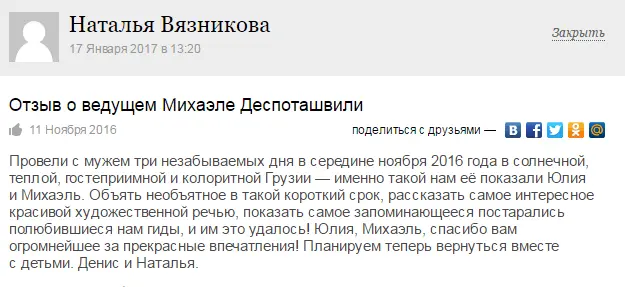 Наталья Вязникова
17 Января 2017 в 13:20
Закрыть
Отзыв о ведущем Михаэле Деспоташвили
11 Ноября 2016
поделиться с друзьями —
Провели с мужем три незабываемых дня в середине ноября 2016 года в солнечной,
теплой, гостеприимной и колоритной Грузии — именно такой нам её показали Юлия
и Михаэль. Объять необъятное в такой короткий срок, рассказать самое интересное
красивой художественной речью, показать самое запоминающееся постарались
полюбившиеся нам гиды, и им это удалось! Юлия, Михаэль, спасибо вам
огромнейшее за прекрасные впечатления! Планируем теперь вернуться вместе
с детьми. Денис и Наталья.